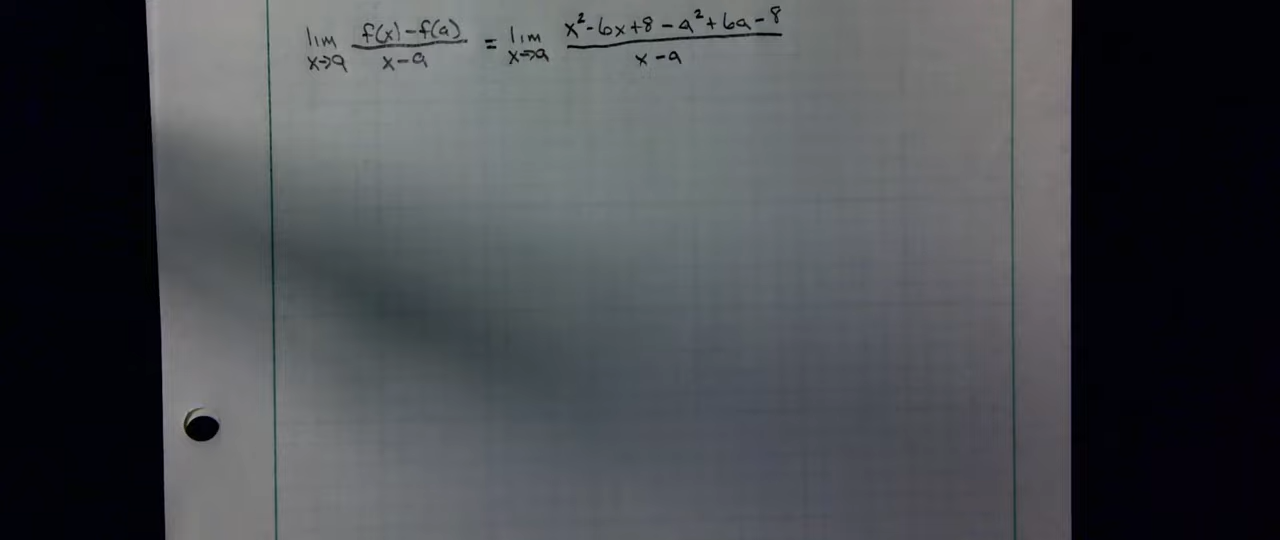 lim x→a f(x)-f(a) / x-a = lim x→a x²-6x+8-a²+6a-8 / x-a